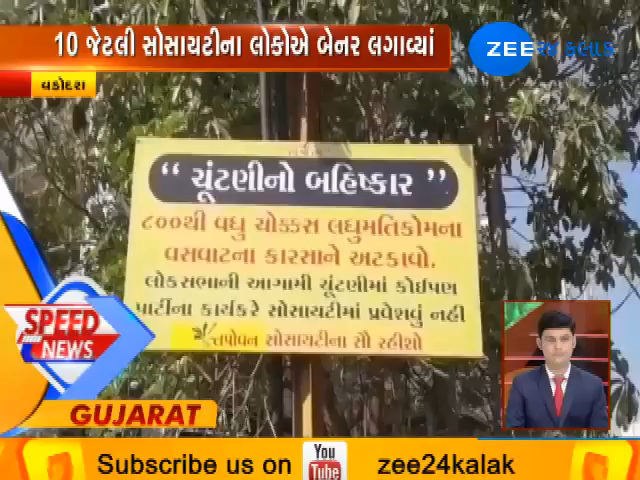 10 જેટલી સોસાયટીના લોકોએ બેનર લગાવ્યાં
ZEE ૨૪ કલાક
વડોદરા
“ ચૂંટણીનો બહિષ્કાર ”
૮૦૦થી વધુ ચોક્કસ લઘુમતિકોમના
વસવાટના કારસાને અટકાવો.
લોકસભાની આગામી ચૂંટણીમાં કોઈપણ
પાર્ટીના કાર્યકરે સોસાયટીમાં પ્રવેશવું નહી
તપોવન સોસાયટીના સૌ રહીશો
SPEED
NEWS
GUJARAT
Subscribe us on You Tube zee24kalak